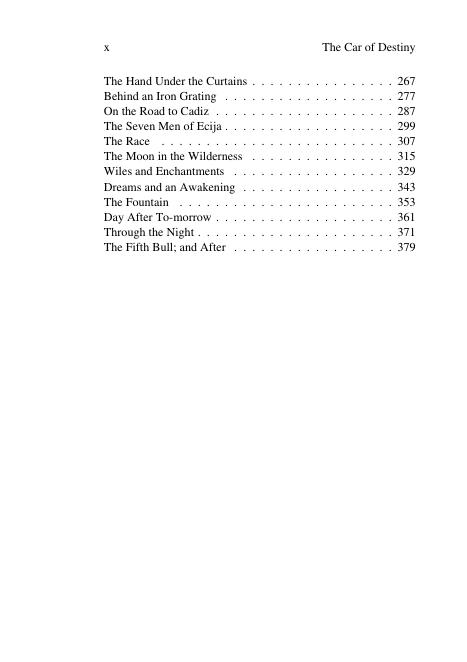 x The Car of Destiny
The Hand Under the Curtains . . . . . . . . . . . . . . . . 267
Behind an Iron Grating . . . . . . . . . . . . . . . . . . . 277
On the Road to Cadiz . . . . . . . . . . . . . . . . . . . . 287
The Seven Men of Ecija . . . . . . . . . . . . . . . . . . . 299
The Race . . . . . . . . . . . . . . . . . . . . . . . . . . 307
The Moon in the Wilderness . . . . . . . . . . . . . . . . 315
Wiles and Enchantments . . . . . . . . . . . . . . . . . . 329
Dreams and an Awakening . . . . . . . . . . . . . . . . . 343
The Fountain . . . . . . . . . . . . . . . . . . . . . . . . 353
Day After To-morrow . . . . . . . . . . . . . . . . . . . . 361
Through the Night . . . . . . . . . . . . . . . . . . . . . . 371
The Fifth Bull; and After . . . . . . . . . . . . . . . . . . 379